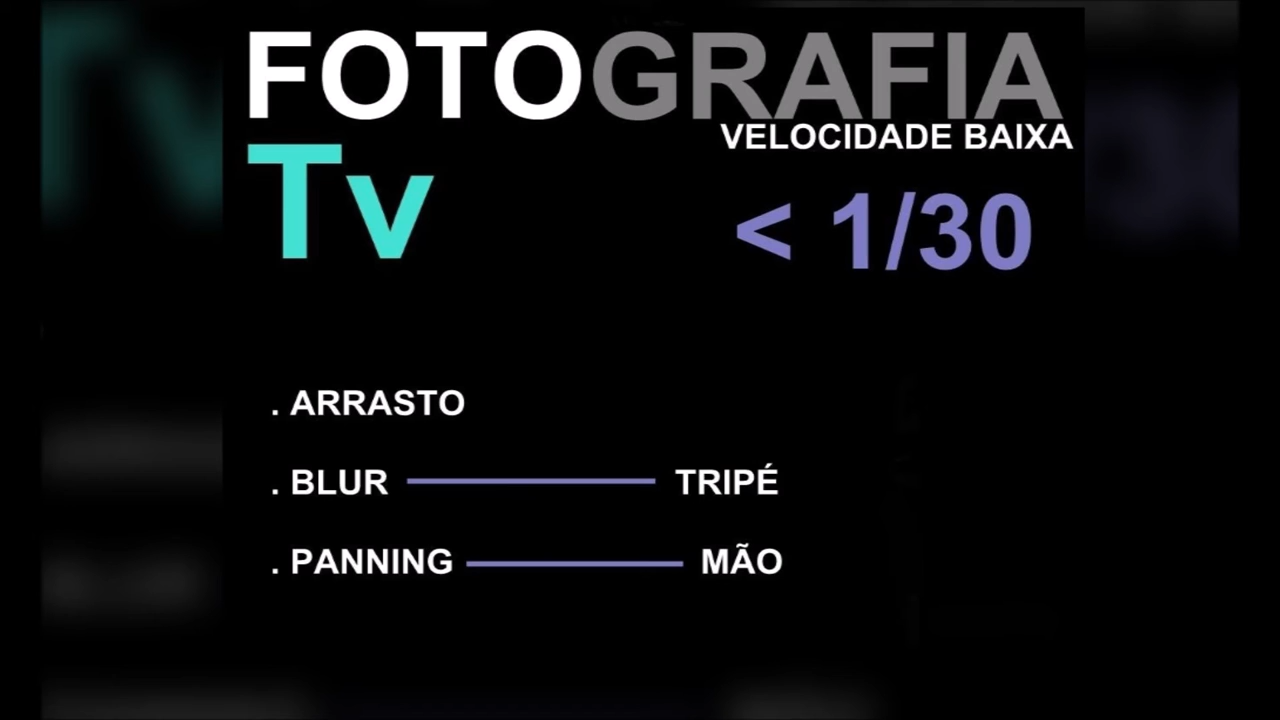 FOTOGRAFIA
VELOCIDADE BAIXA
Tv
< 1/30
. ARRASTO
. BLUR TRIPÉ
. PANNING MÃO